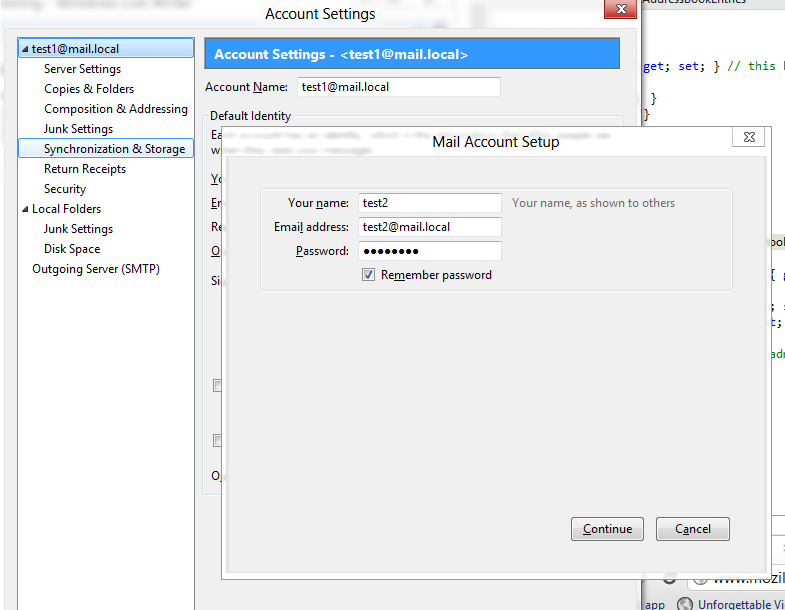 Account Settings
AddressBookEntries
test1@mail.local
Server Settings
Copies & Folders
Composition & Addressing
Junk Settings
Synchronization & Storage
Return Receipts
Security
Local Folders
Junk Settings
Disk Space
Outgoing Server (SMTP)
Account Settings - <test1@mail.local>
Account Name: test1@mail.local
Default Identity
get; set; } // this
}
}
Mail Account Setup
Your name: test2 Your name, as shown to others
Email address: test2@mail.local
Password: ●●●●●●●●
Remember password
Continue Cancel
www.mozil
app Unforgettable Vi